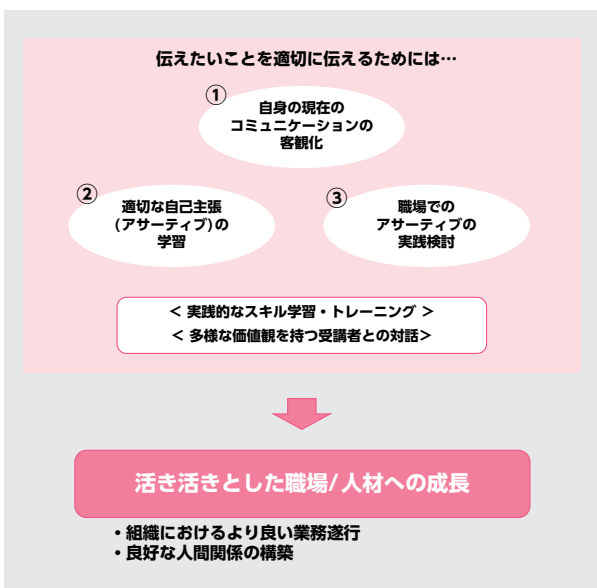 伝えたいことを適切に伝えるためには…
①
自身の現在の
コミュニケーションの
客観化
②
適切な自己主張
(アサーティブ)の
学習
③
職場での
アサーティブの
実践検討
< 実践的なスキル学習・トレーニング >
< 多様な価値観を持つ受講者との対話>
活き活きとした職場/人材への成長
・組織におけるより良い業務遂行
・良好な人間関係の構築